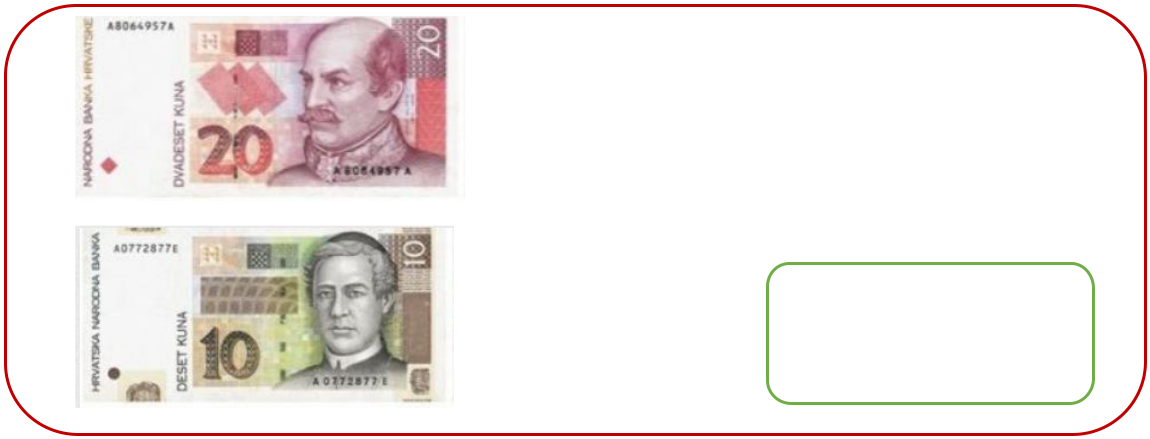 A8064957A
NARODNA BANKA HRVATSKE
DVADESET KUNA
20
20
A8064957A
A0772877E
HRVATSKA NARODNA BANKA
DESET KUNA
10
10
A0772877E